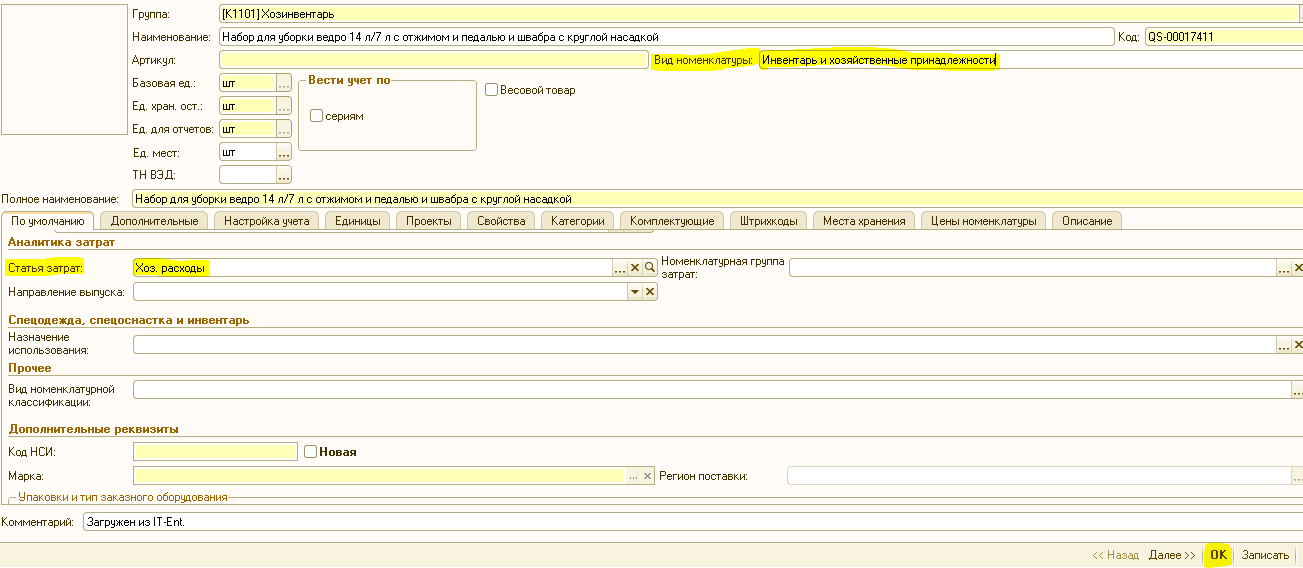 Группа: [К1101] Хозинвентарь
Наименование: Набор для уборки ведро 14 л/7 л с отжимом и педалью и швабра с круглой насадкой Код: QS-00017411
Артикул: Вид номенклатуры: Инвентарь и хозяйственные принадлежности
Базовая ед.: шт ... Вести учет по Весовой товар
Ед. хран. ост.: шт ... сериям
Ед. для отчетов: шт ...
Ед. мест: шт ...
ТН ВЭД: ...
Полное наименование: Набор для уборки ведро 14 л/7 л с отжимом и педалью и швабра с круглой насадкой
По умолчанию Дополнительные Настройка учета Единицы Проекты Свойства Категории Комплектующие Штрихкоды Места хранения Цены номенклатуры Описание
Аналитика затрат
Статья затрат: Хоз. расходы ... Номенклатурная группа
затрат: ...
Направление выпуска:
Спецодежда, спецоснастка и инвентарь
Назначение
использования: ...
Прочее
Вид номенклатурной
классификации: ...
Дополнительные реквизиты
Код НСИ: Новая
Марка: ... Регион поставки: ...
Упаковки и тип заказного оборудования
Комментарий: Загружен из IT-Ent.
<< Назад Далее >> OK Записать